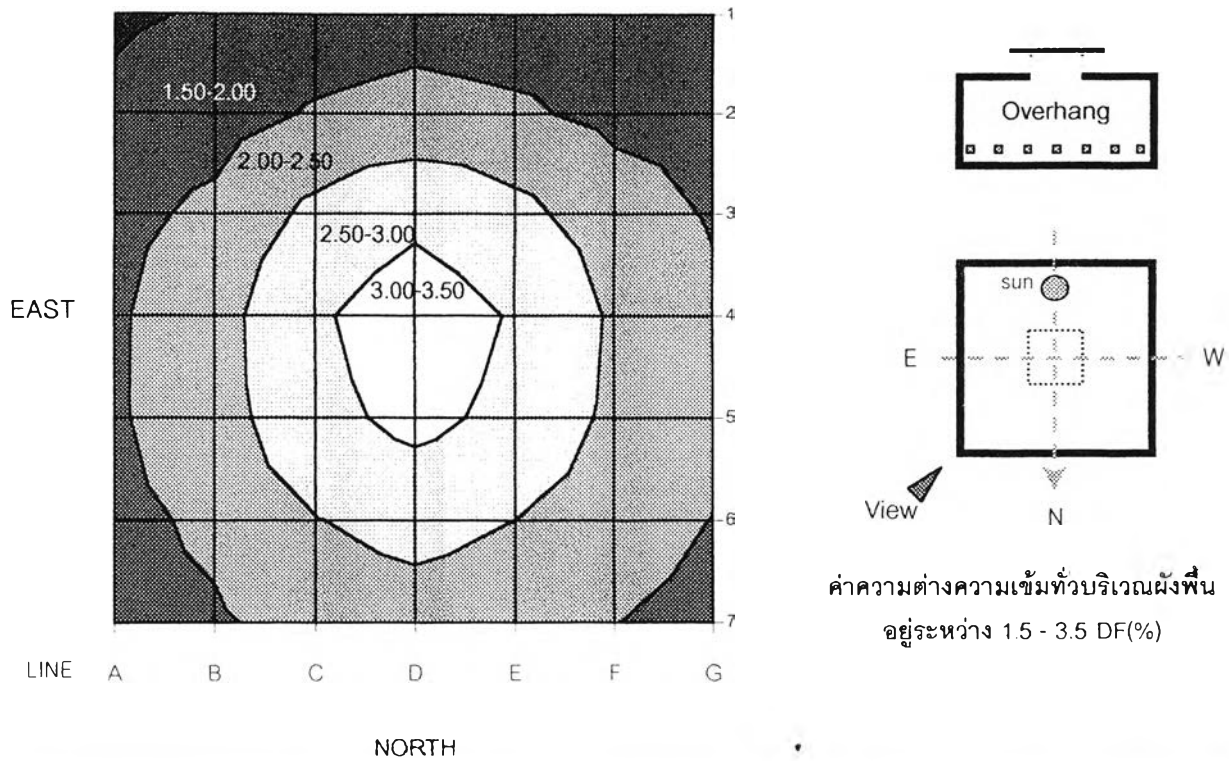 1
1.50-2.00
2
2.00-2.50
3
2.50-3.00
3.00-3.50
EAST
4
5
6
7
LINE A B C D E F G
NORTH
Overhang
sun
E W
View
N
ค่าความต่างความเข้มทั่วบริเวณผังพื้น
อยู่ระหว่าง 1.5 - 3.5 DF(%)